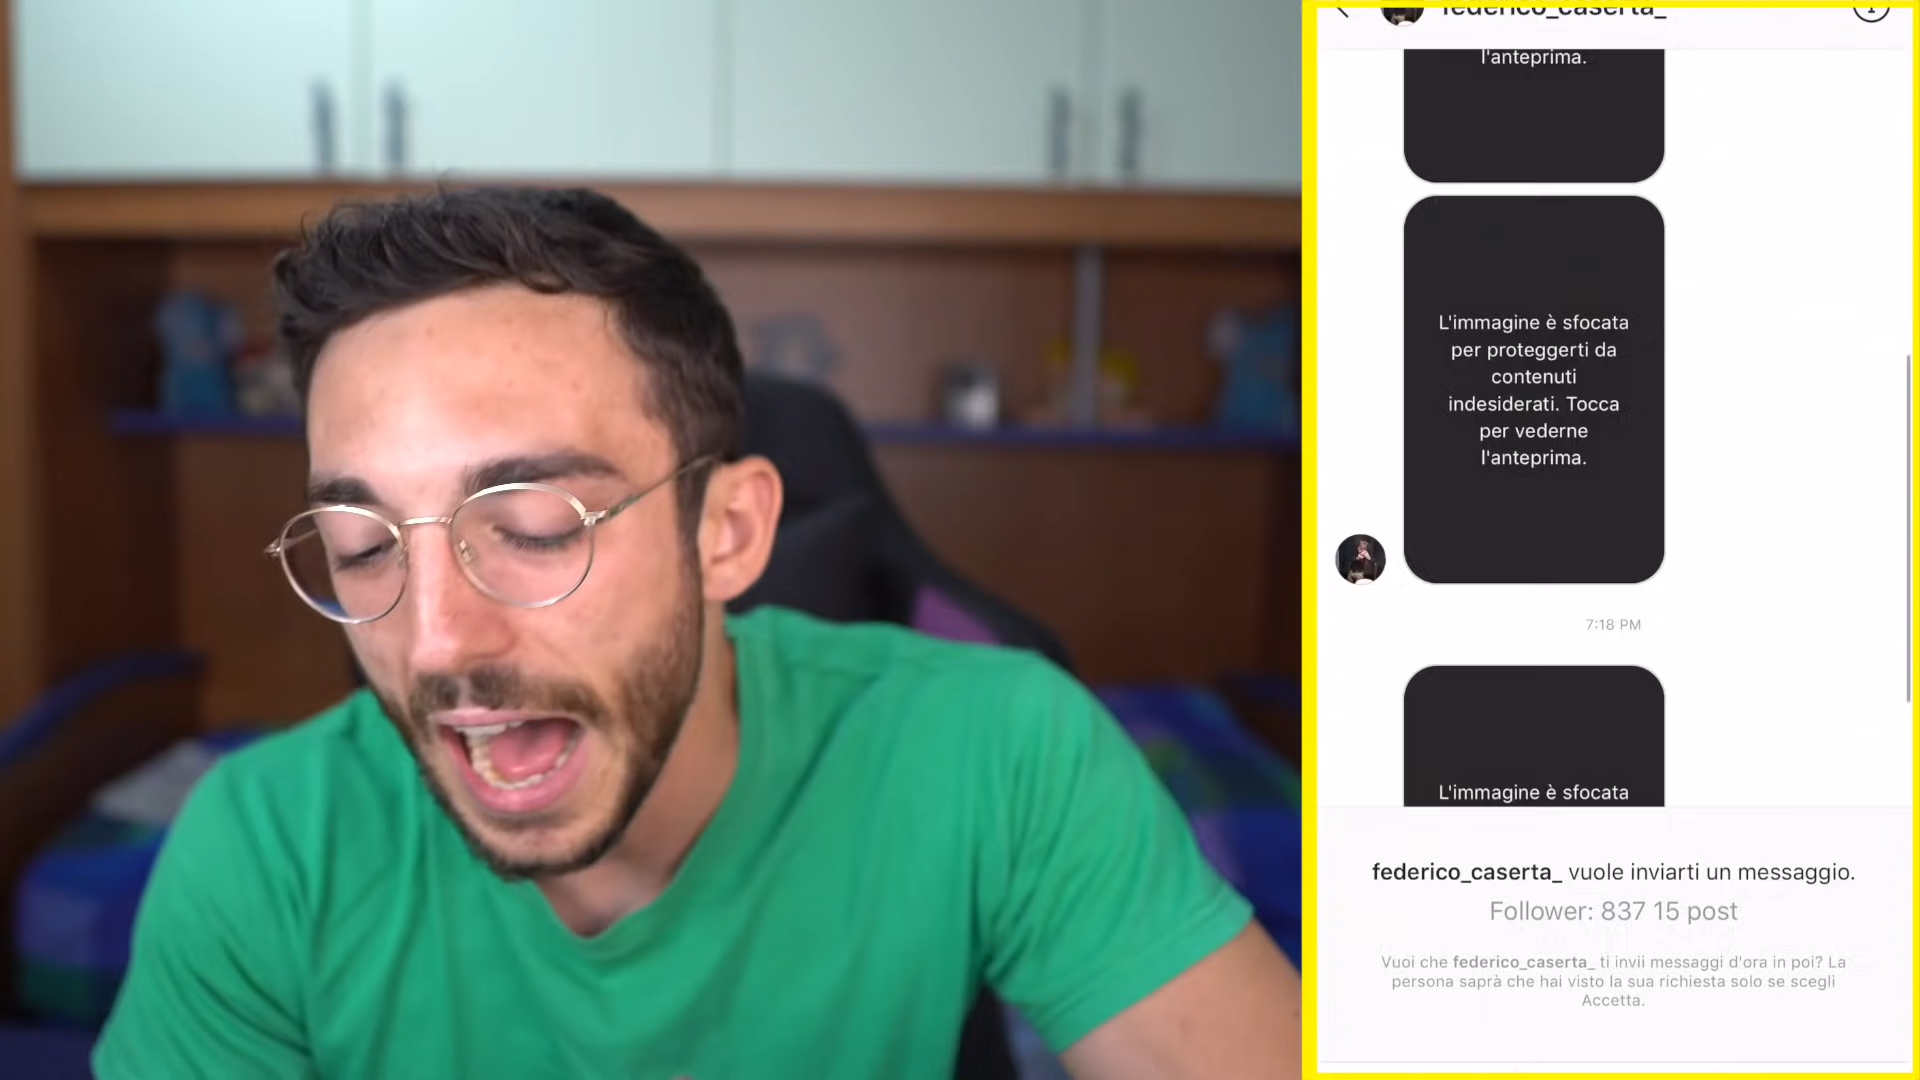 federico_caserta_
l'anteprima.
L'immagine è sfocata
per proteggerti da
contenuti
indesiderati. Tocca
per vederne
l'anteprima.
7:18 PM
L'immagine è sfocata
federico_caserta_ vuole inviarti un messaggio.
Follower: 837 15 post
Vuoi che federico_caserta_ ti invii messaggi d'ora in poi? La
persona saprà che hai visto la sua richiesta solo se scegli
Accetta.